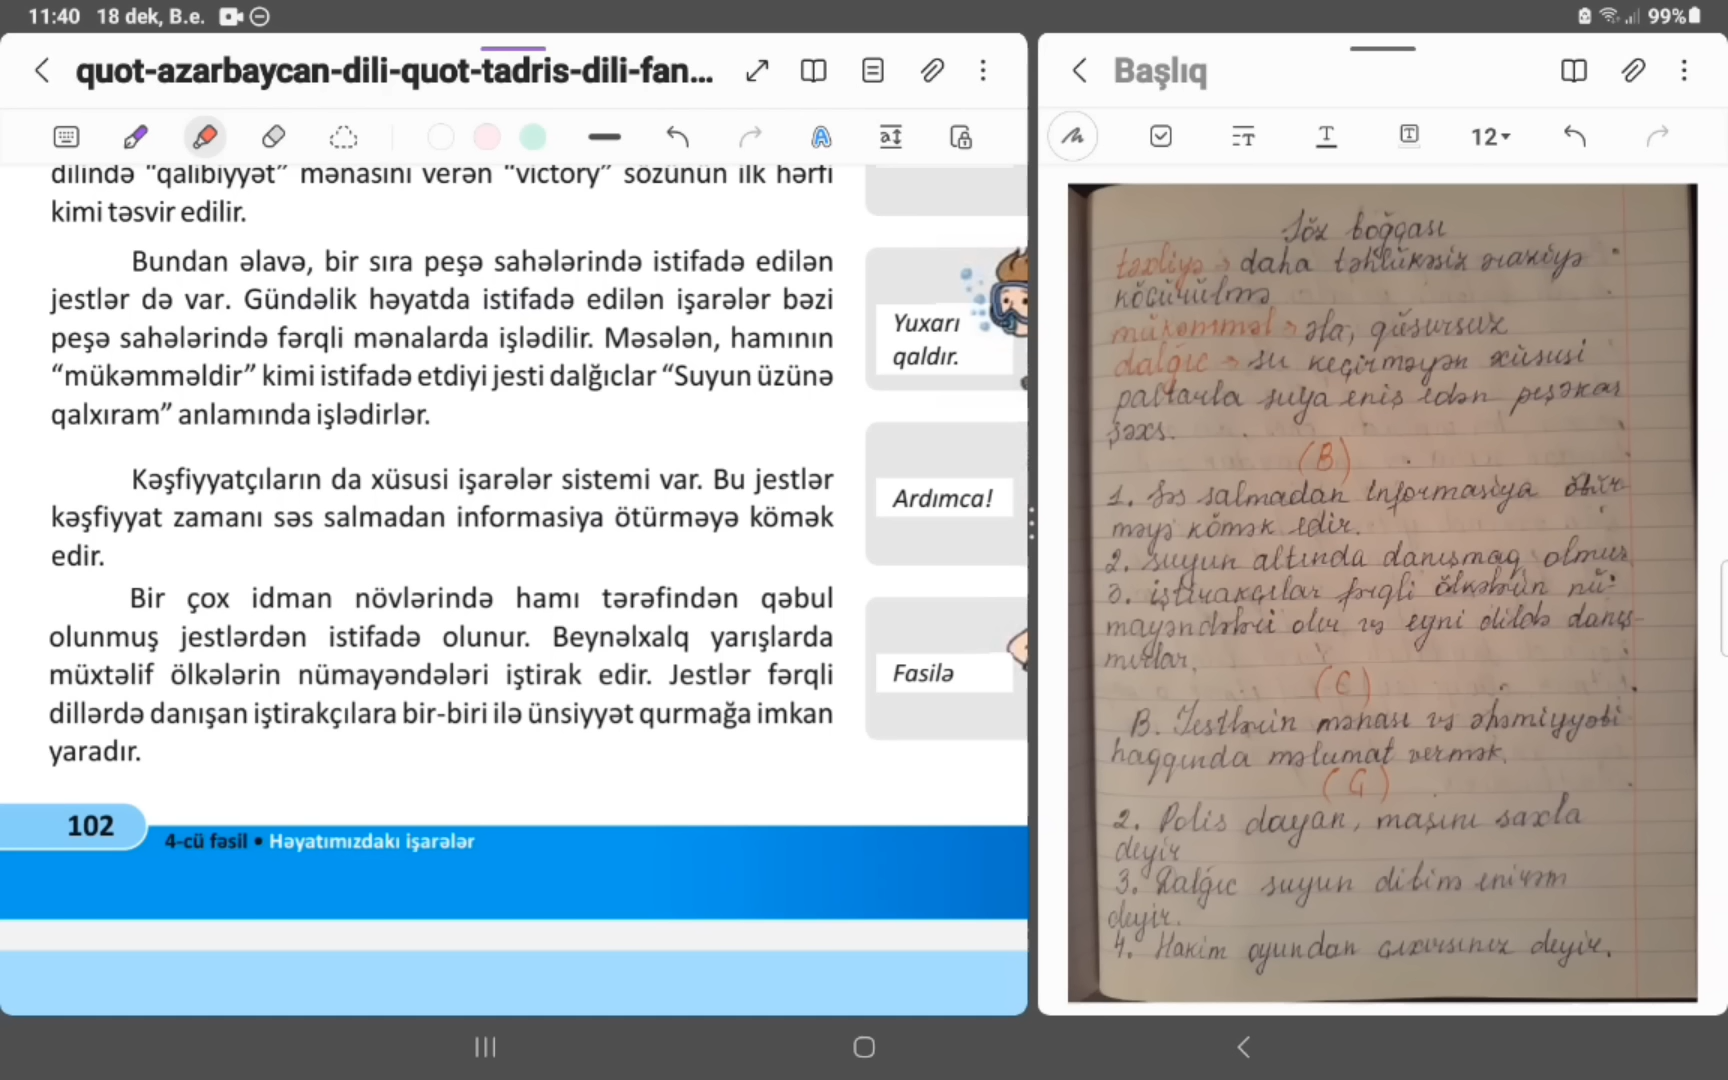 11:40 18 dek, B.e.
99%
quot-azarbaycan-dili-quot-tadris-dili-fan...
dilində “qalibiyyət” mənasını verən “victory” sözünün ilk hərfi
kimi təsvir edilir.
Bundan əlavə, bir sıra peşə sahələrində istifadə edilən
jestlər də var. Gündəlik həyatda istifadə edilən işarələr bəzi
peşə sahələrində fərqli mənalarda işlədilir. Məsələn, hamının
“mükəmməldir” kimi istifadə etdiyi jesti dalğıclar “Suyun üzünə
qalxıram” anlamında işlədirlər.
Kəşfiyyatçıların da xüsusi işarələr sistemi var. Bu jestlər
kəşfiyyat zamanı səs salmadan informasiya ötürməyə kömək
edir.
Bir çox idman növlərində hamı tərəfindən qəbul
olunmuş jestlərdən istifadə olunur. Beynəlxalq yarışlarda
müxtəlif ölkələrin nümayəndələri iştirak edir. Jestlər fərqli
dillərdə danışan iştirakçılara bir-biri ilə ünsiyyət qurmağa imkan
yaradır.
Yuxarı
qaldır.
Ardımca!
Fasilə
102
4-cü fəsil • Həyatımızdakı işarələr
Başlıq
12
Söz boğçası
təxliyə → daha təhlükəsiz əraziyə
köçürülmə
mükəmməl → əla, qüsursuz
dalğıc → su keçirməyən xüsusi
paltarla suya eniş edən peşəkar
şəxs.
(B)
1. Səs salmadan informasiya ötür-
məyə kömək edir.
2. Suyun altında danışmaq olmur
3. iştirakçılar fərqli ölkələrin nü-
mayəndələri olur və eyni dildə danış-
mırlar.
(C)
B. Jestlərin mənası və əhəmiyyəti
haqqında məlumat vermək.
(Ç)
2. Polis dayan, maşını saxla
deyir
3. Dalğıc suyun dibinə enirəm
deyir.
4. Hakim oyundan çıxırsınız deyir.